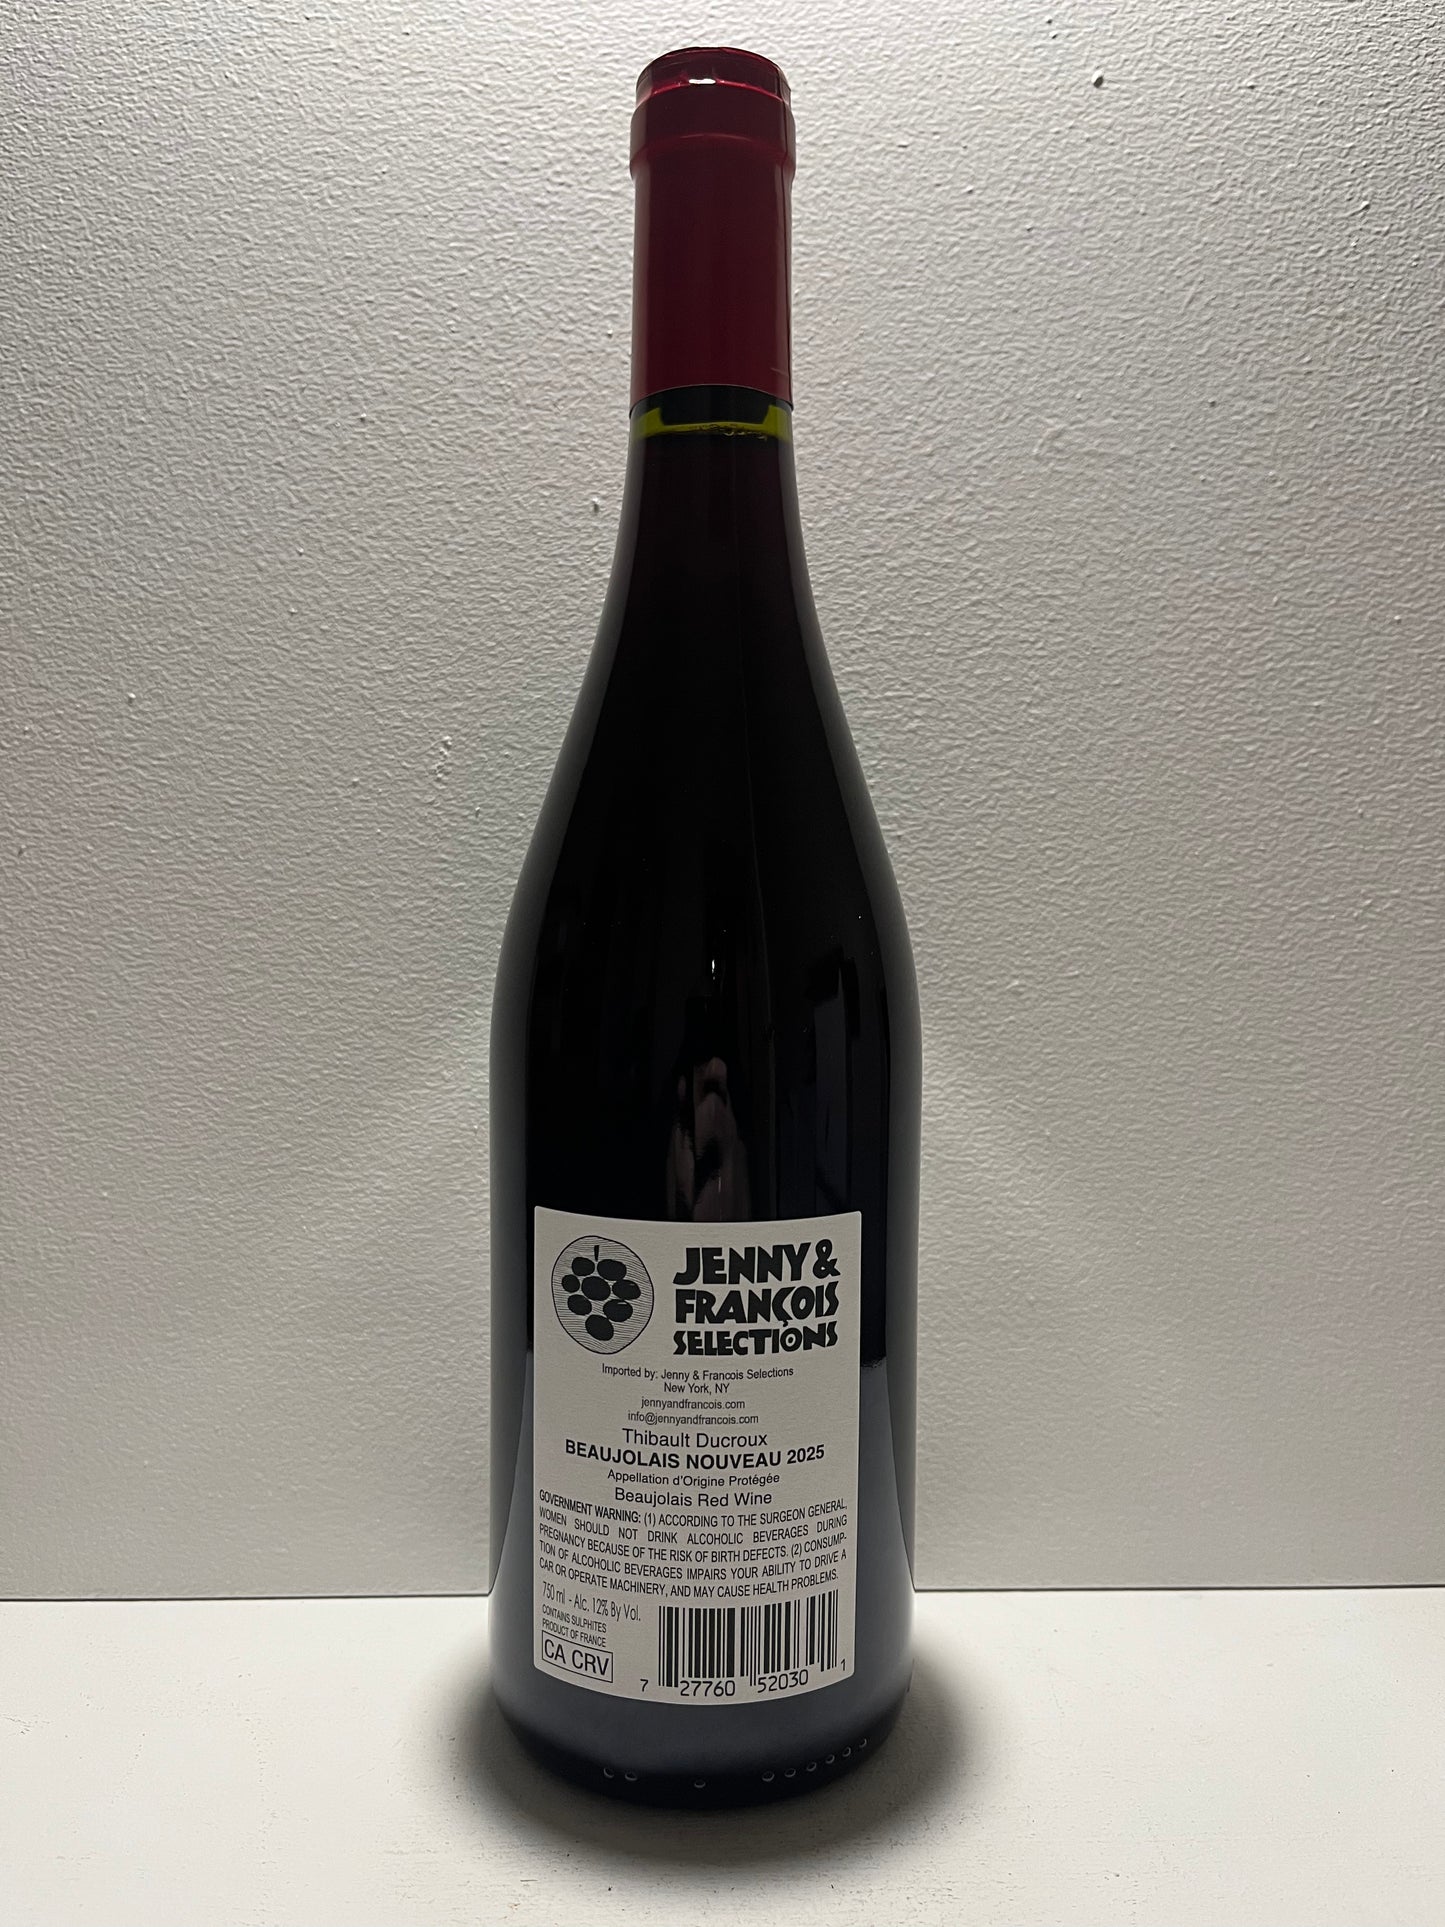 JENNY &
FRANÇOIS
SELECTIONS
Imported by: Jenny & Francois Selections
New York, NY
jennyandfrancois.com
info@jennyandfrancois.com
Thibault Ducroux
BEAUJOLAIS NOUVEAU 2025
Appellation d'Origine Protégée
Beaujolais Red Wine
GOVERNMENT WARNING: (1) ACCORDING TO THE SURGEON GENERAL,
WOMEN SHOULD NOT DRINK ALCOHOLIC BEVERAGES DURING
PREGNANCY BECAUSE OF THE RISK OF BIRTH DEFECTS. (2) CONSUMP-
TION OF ALCOHOLIC BEVERAGES IMPAIRS YOUR ABILITY TO DRIVE A
CAR OR OPERATE MACHINERY, AND MAY CAUSE HEALTH PROBLEMS.
750 ml - Alc. 12% By Vol.
CONTAINS SULPHITES
PRODUCT OF FRANCE
CA CRV
7 27760 52030 1